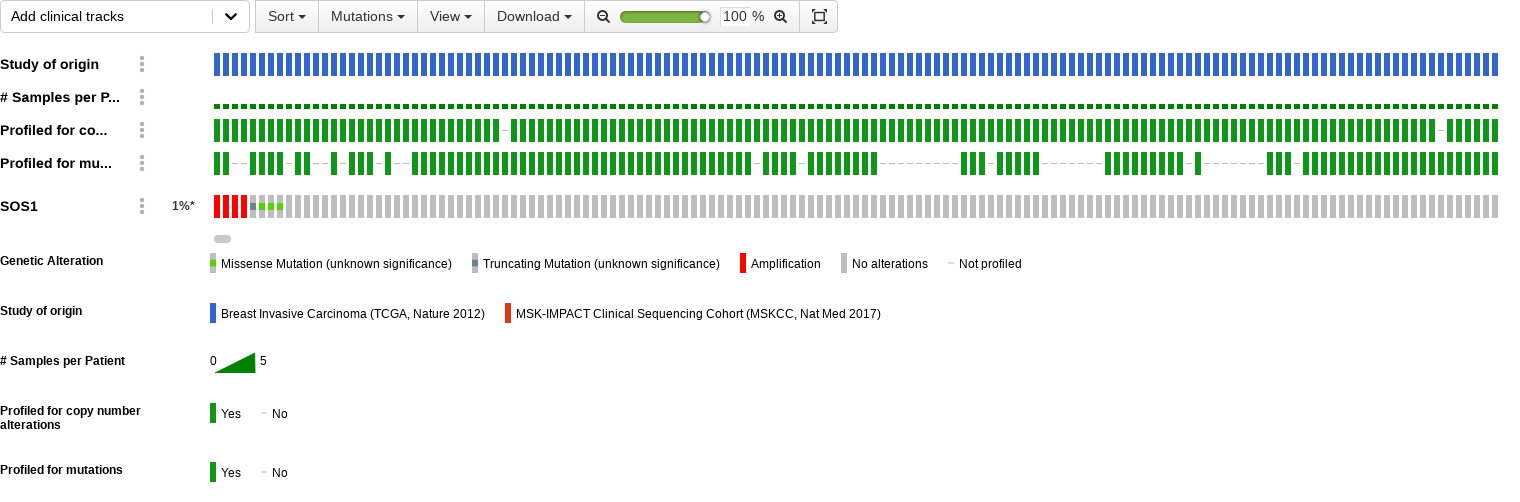 Add clinical tracks Sort Mutations View Download 100 %
Study of origin
# Samples per P...
Profiled for co...
Profiled for mu...
SOS1 1%*
Genetic Alteration Missense Mutation (unknown significance) Truncating Mutation (unknown significance) Amplification No alterations Not profiled
Study of origin Breast Invasive Carcinoma (TCGA, Nature 2012) MSK-IMPACT Clinical Sequencing Cohort (MSKCC, Nat Med 2017)
# Samples per Patient 0 5
Profiled for copy number Yes No
alterations
Profiled for mutations Yes No